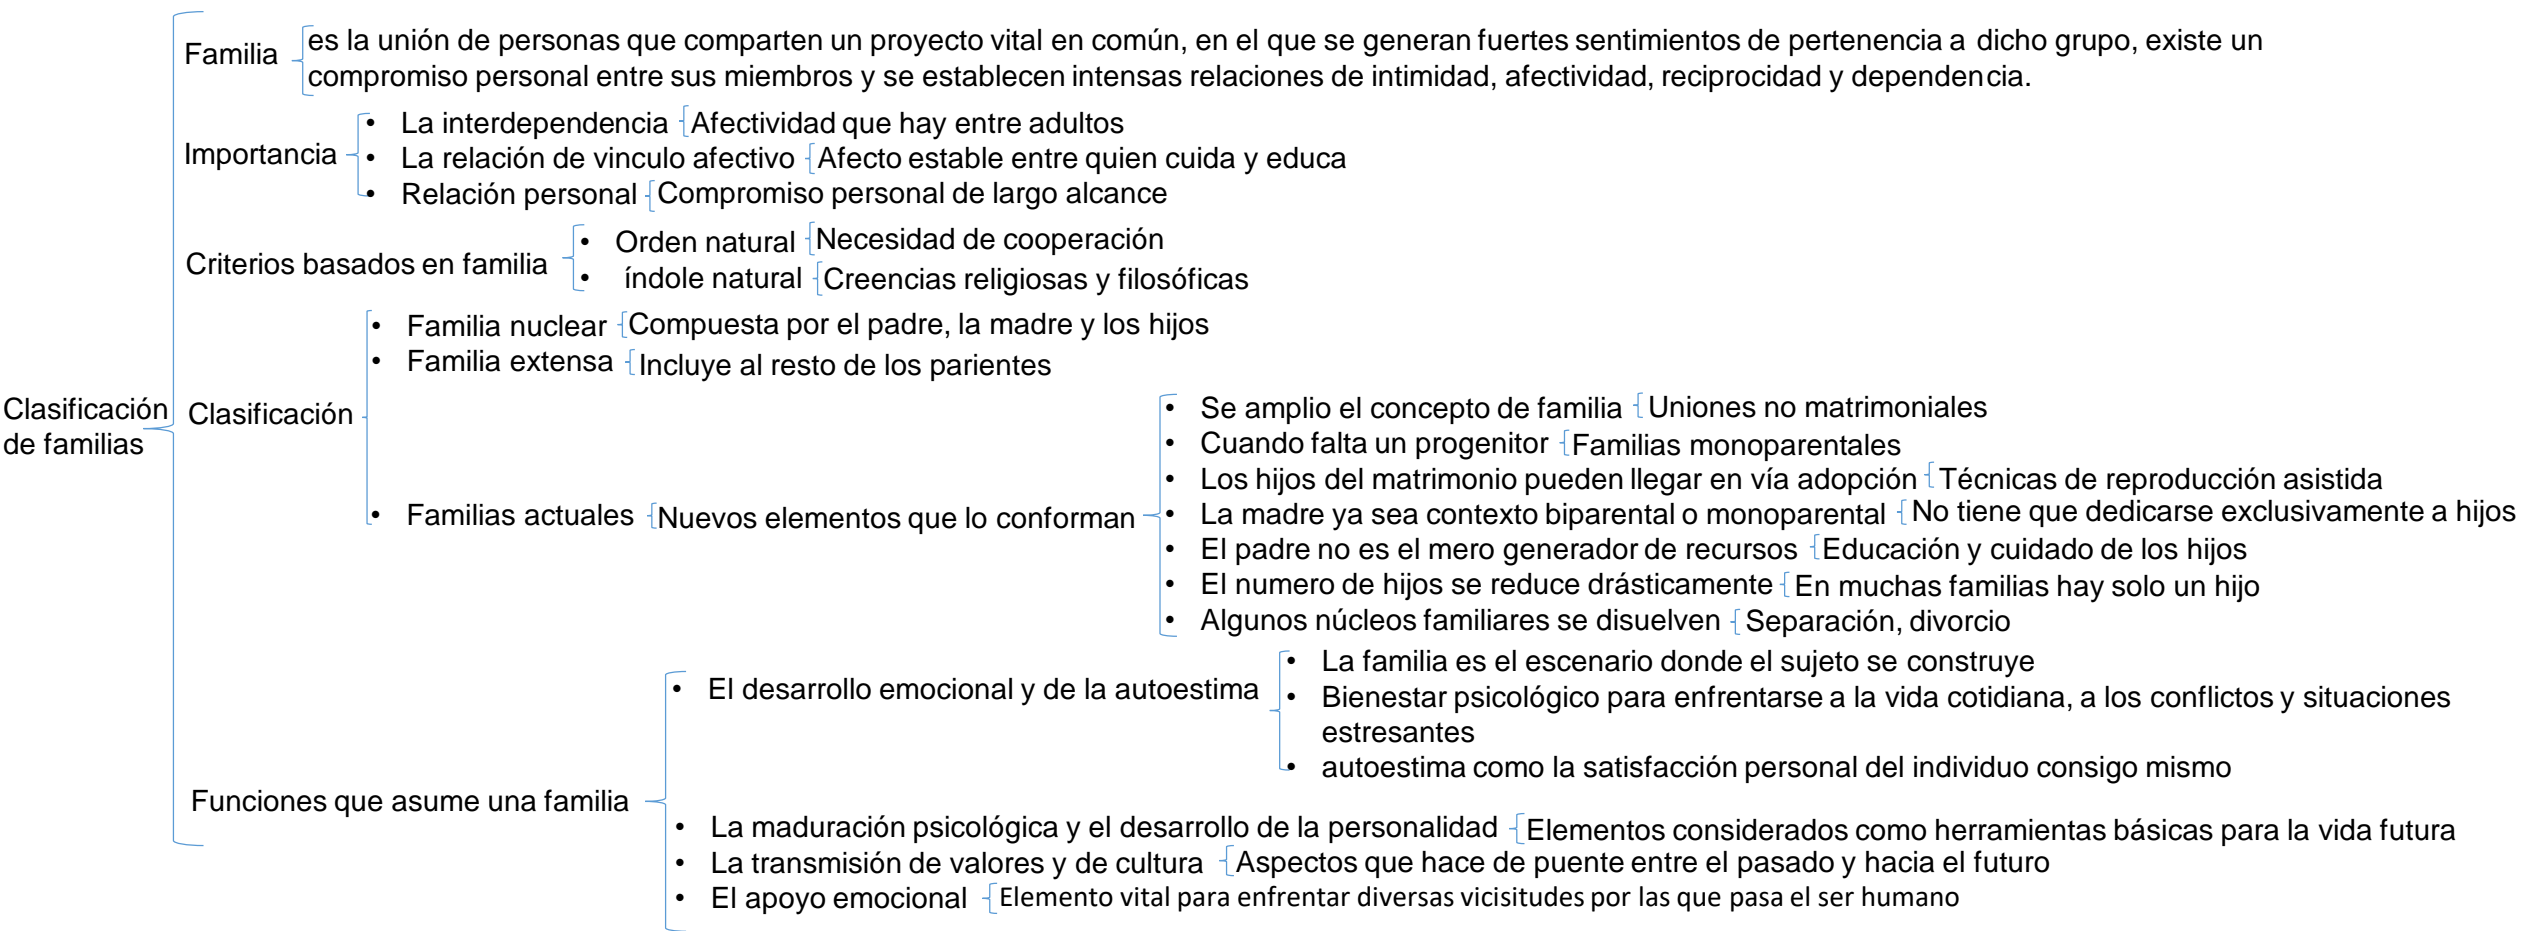 Familia
es la unión de personas que comparten un proyecto vital en común, en el que se generan fuertes sentimientos de pertenencia a dicho grupo, existe un
compromiso personal entre sus miembros y se establecen intensas relaciones de intimidad, afectividad, reciprocidad y dependencia.
Importancia
• La interdependencia Afectividad que hay entre adultos
• La relación de vinculo afectivo Afecto estable entre quien cuida y educa
• Relación personal Compromiso personal de largo alcance
Criterios basados en familia
• Orden natural Necesidad de cooperación
• índole natural Creencias religiosas y filosóficas
Clasificación
de familias
Clasificación
• Familia nuclear Compuesta por el padre, la madre y los hijos
• Familia extensa Incluye al resto de los parientes
• Familias actuales Nuevos elementos que lo conforman
• Se amplio el concepto de familia Uniones no matrimoniales
• Cuando falta un progenitor Familias monoparentales
• Los hijos del matrimonio pueden llegar en vía adopción Técnicas de reproducción asistida
• La madre ya sea contexto biparental o monoparental No tiene que dedicarse exclusivamente a hijos
• El padre no es el mero generador de recursos Educación y cuidado de los hijos
• El numero de hijos se reduce drásticamente En muchas familias hay solo un hijo
• Algunos núcleos familiares se disuelven Separación, divorcio
Funciones que asume una familia
• El desarrollo emocional y de la autoestima
• La familia es el escenario donde el sujeto se construye
• Bienestar psicológico para enfrentarse a la vida cotidiana, a los conflictos y situaciones
estresantes
• autoestima como la satisfacción personal del individuo consigo mismo
• La maduración psicológica y el desarrollo de la personalidad Elementos considerados como herramientas básicas para la vida futura
• La transmisión de valores y de cultura Aspectos que hace de puente entre el pasado y hacia el futuro
• El apoyo emocional Elemento vital para enfrentar diversas vicisitudes por las que pasa el ser humano